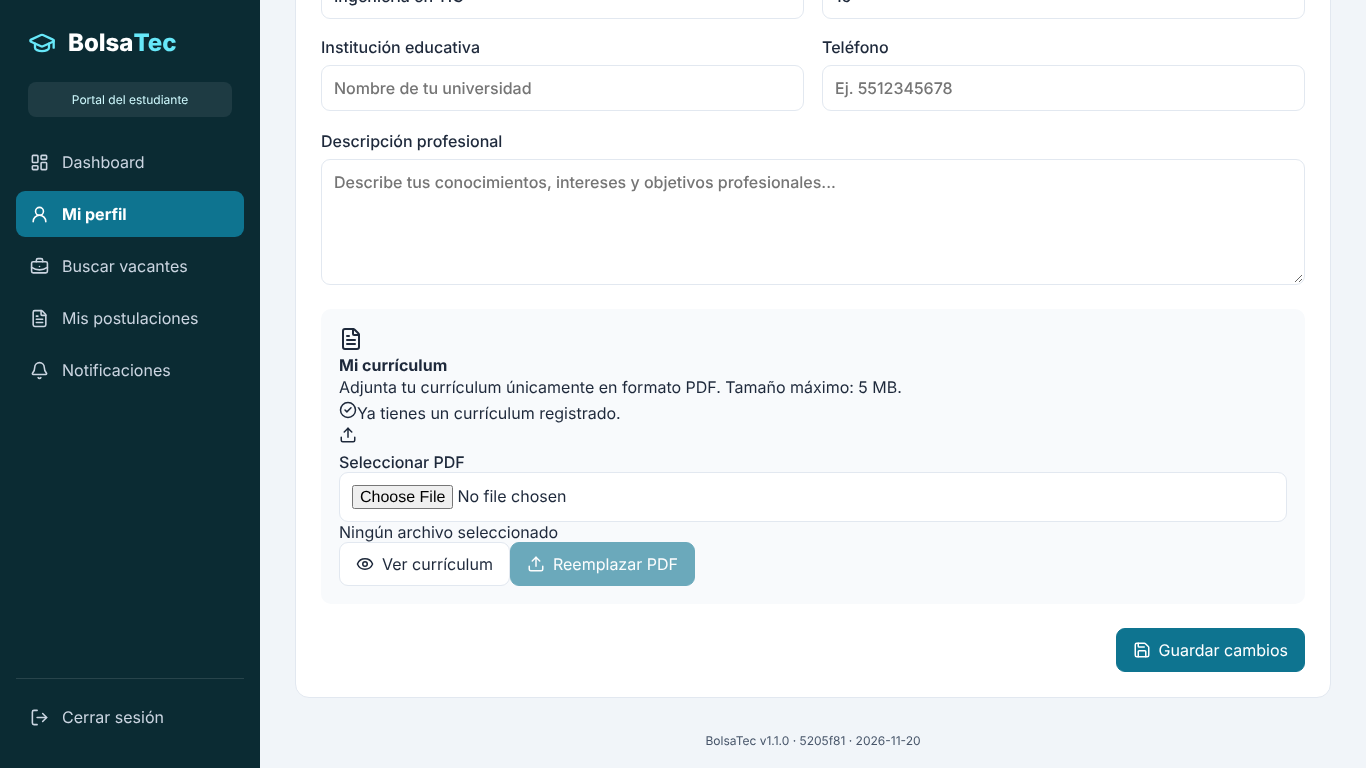 BolsaTec
Portal del estudiante
Dashboard
Mi perfil
Buscar vacantes
Mis postulaciones
Notificaciones
Cerrar sesión
Institución educativa
Nombre de tu universidad
Teléfono
Ej. 5512345678
Descripción profesional
Describe tus conocimientos, intereses y objetivos profesionales...
Mi currículum
Adjunta tu currículum únicamente en formato PDF. Tamaño máximo: 5 MB.
Ya tienes un currículum registrado.
Seleccionar PDF
Choose File No file chosen
Ningún archivo seleccionado
Ver currículum
Reemplazar PDF
Guardar cambios
BolsaTec v1.1.0 · 5205f81 · 2026-11-20